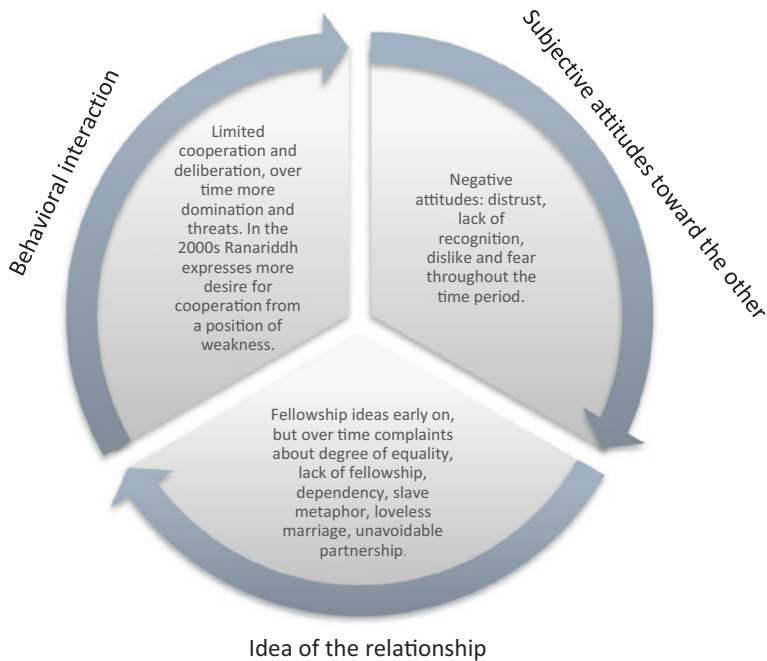 Behavioral interaction
Limited
cooperation and
deliberation, over
time more
domination and
threats. In the
2000s Ranariddh
expresses more
desire for
cooperation from
a position of
weakness.
Subjective attitudes toward the other
Negative
attitudes: distrust,
lack of
recognition,
dislike and fear
throughout the
time period.
Fellowship ideas early on,
but over time complaints
about degree of equality,
lack of fellowship,
dependency, slave
metaphor, loveless
marriage, unavoidable
partnership.
Idea of the relationship